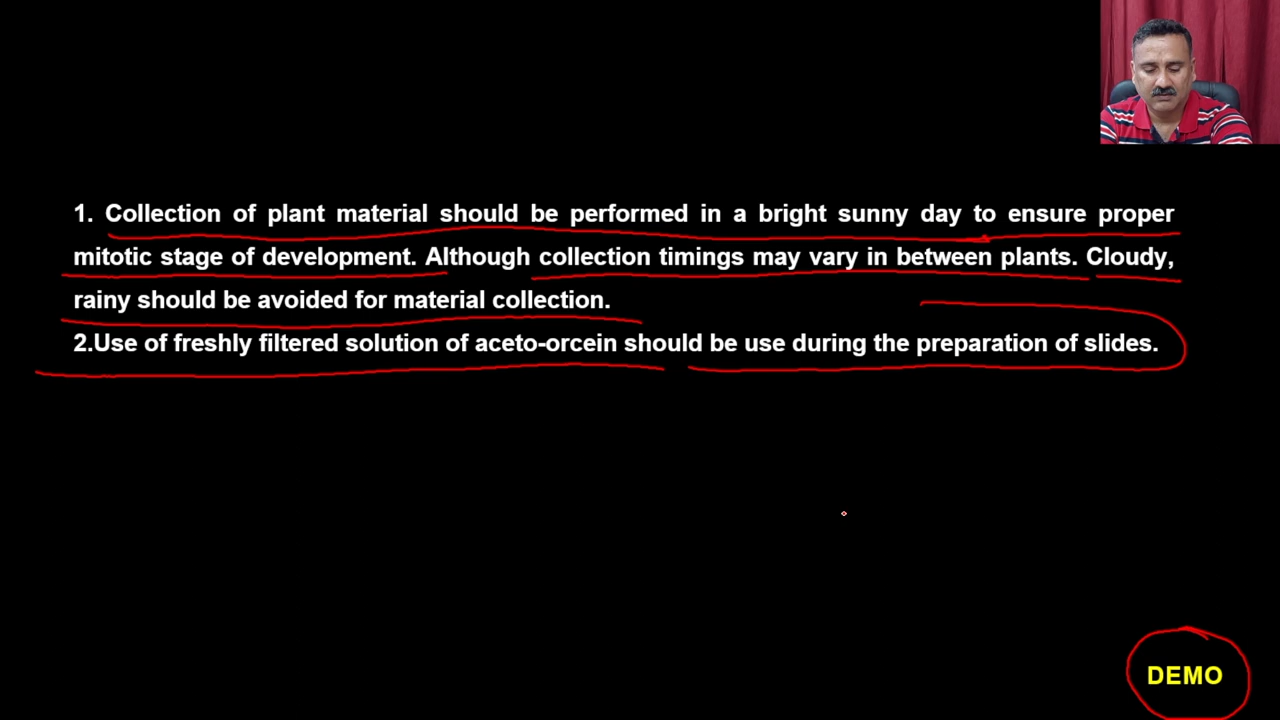 1. Collection of plant material should be performed in a bright sunny day to ensure proper
mitotic stage of development. Although collection timings may vary in between plants. Cloudy,
rainy should be avoided for material collection.
2.Use of freshly filtered solution of aceto-orcein should be use during the preparation of slides.
DEMO